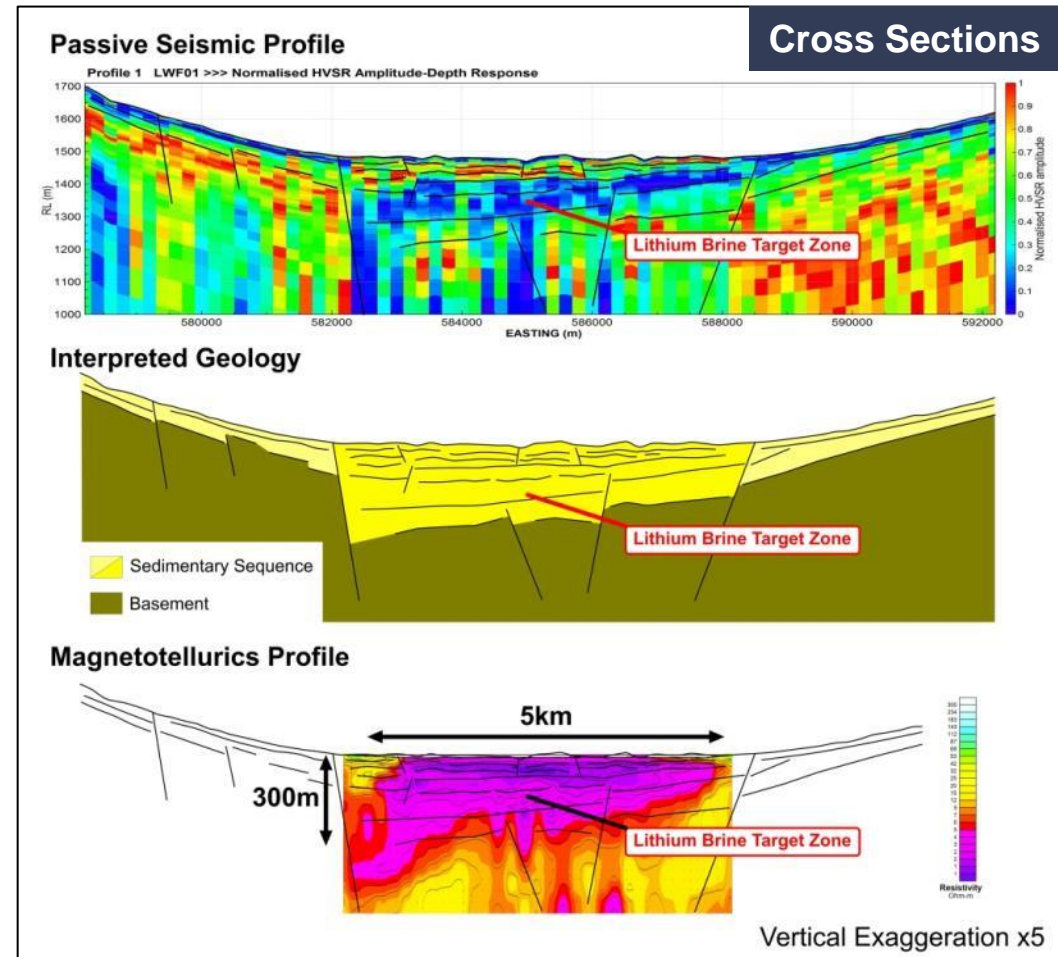 Cross Sections
Passive Seismic Profile
Profile 1 LWF01 >>> Normalised HVSR Amplitude-Depth Response
1700
1600
1500
1400
1300
1200
1100
1000
RL (m)
580000
582000
584000
586000
588000
590000
592000
EASTING (m)
1
0.9
0.8
0.7
0.6
0.5
0.4
0.3
0.2
0.1
0
Normalised HVSR amplitude
Lithium Brine Target Zone
Interpreted Geology
Lithium Brine Target Zone
Sedimentary Sequence
Basement
Magnetotellurics Profile
5km
300m
Lithium Brine Target Zone
Resistivity
Ohm-m
Vertical Exaggeration x5